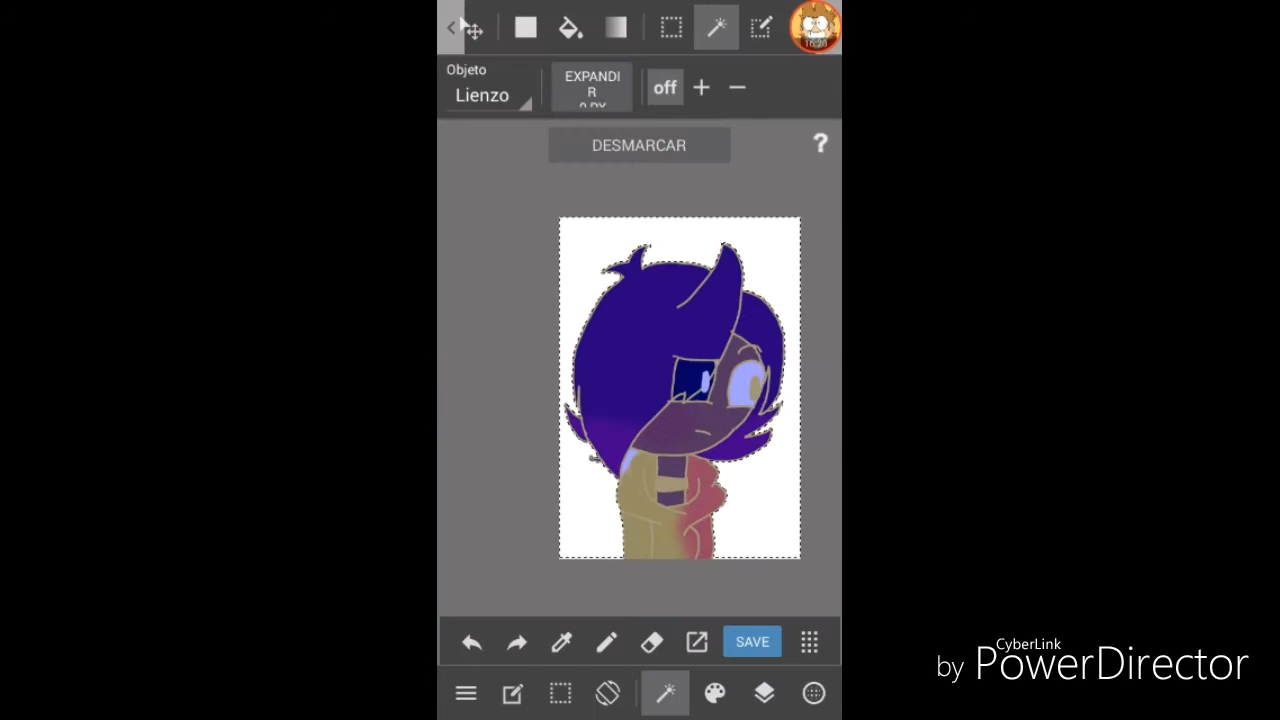 Objeto
Lienzo
EXPANDI
R
off
DESMARCAR
?
SAVE
CyberLink
by PowerDirector